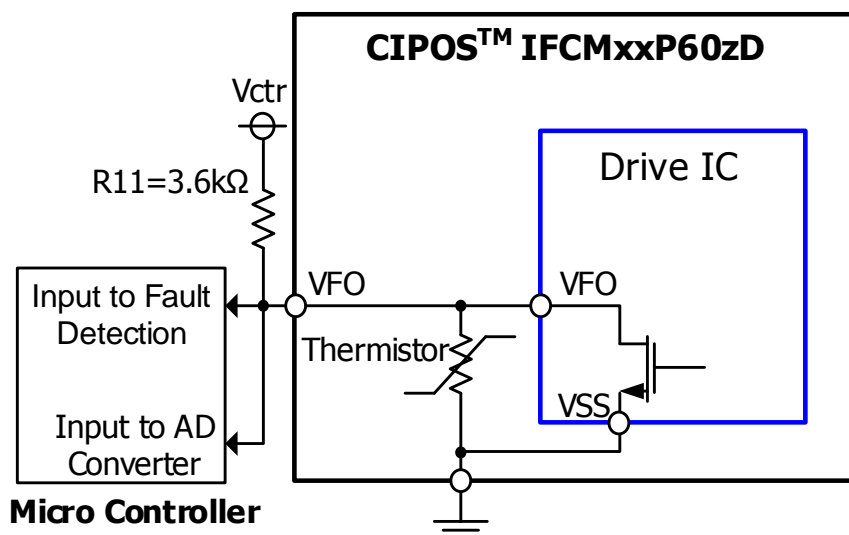 CIPOS™ IFCMxxP60zD
Vctr
Drive IC
R11=3.6kΩ
VFO
VFO
Input to Fault
Detection
Thermistor
VSS
Input to AD
Converter
Micro Controller